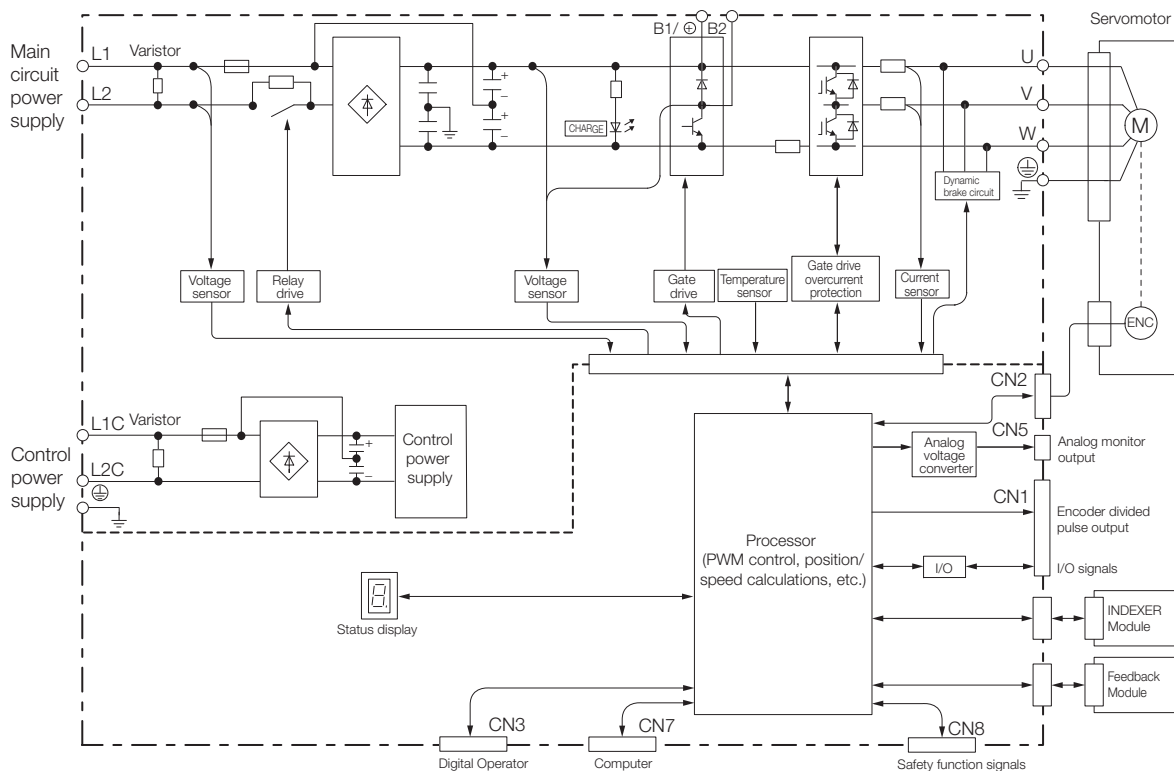 Servomotor
Main
circuit
power
supply
L1
Varistor
L2
B1/ ⊕
B2
U
V
W
M
CHARGE
Dynamic
brake circuit
Voltage
sensor
Relay
drive
Voltage
sensor
Gate
drive
Temperature
sensor
Gate drive
overcurrent
protection
Current
sensor
ENC
+
−
+
−
CN2
L1C
Varistor
L2C
Control
power
supply
+
−
Control
power
supply
CN5
Analog
voltage
converter
Analog monitor
output
CN1
Encoder divided
pulse output
Processor
(PWM control, position/
speed calculations, etc.)
I/O
I/O signals
8.
Status display
INDEXER
Module
Feedback
Module
CN3
CN7
CN8
Digital Operator
Computer
Safety function signals